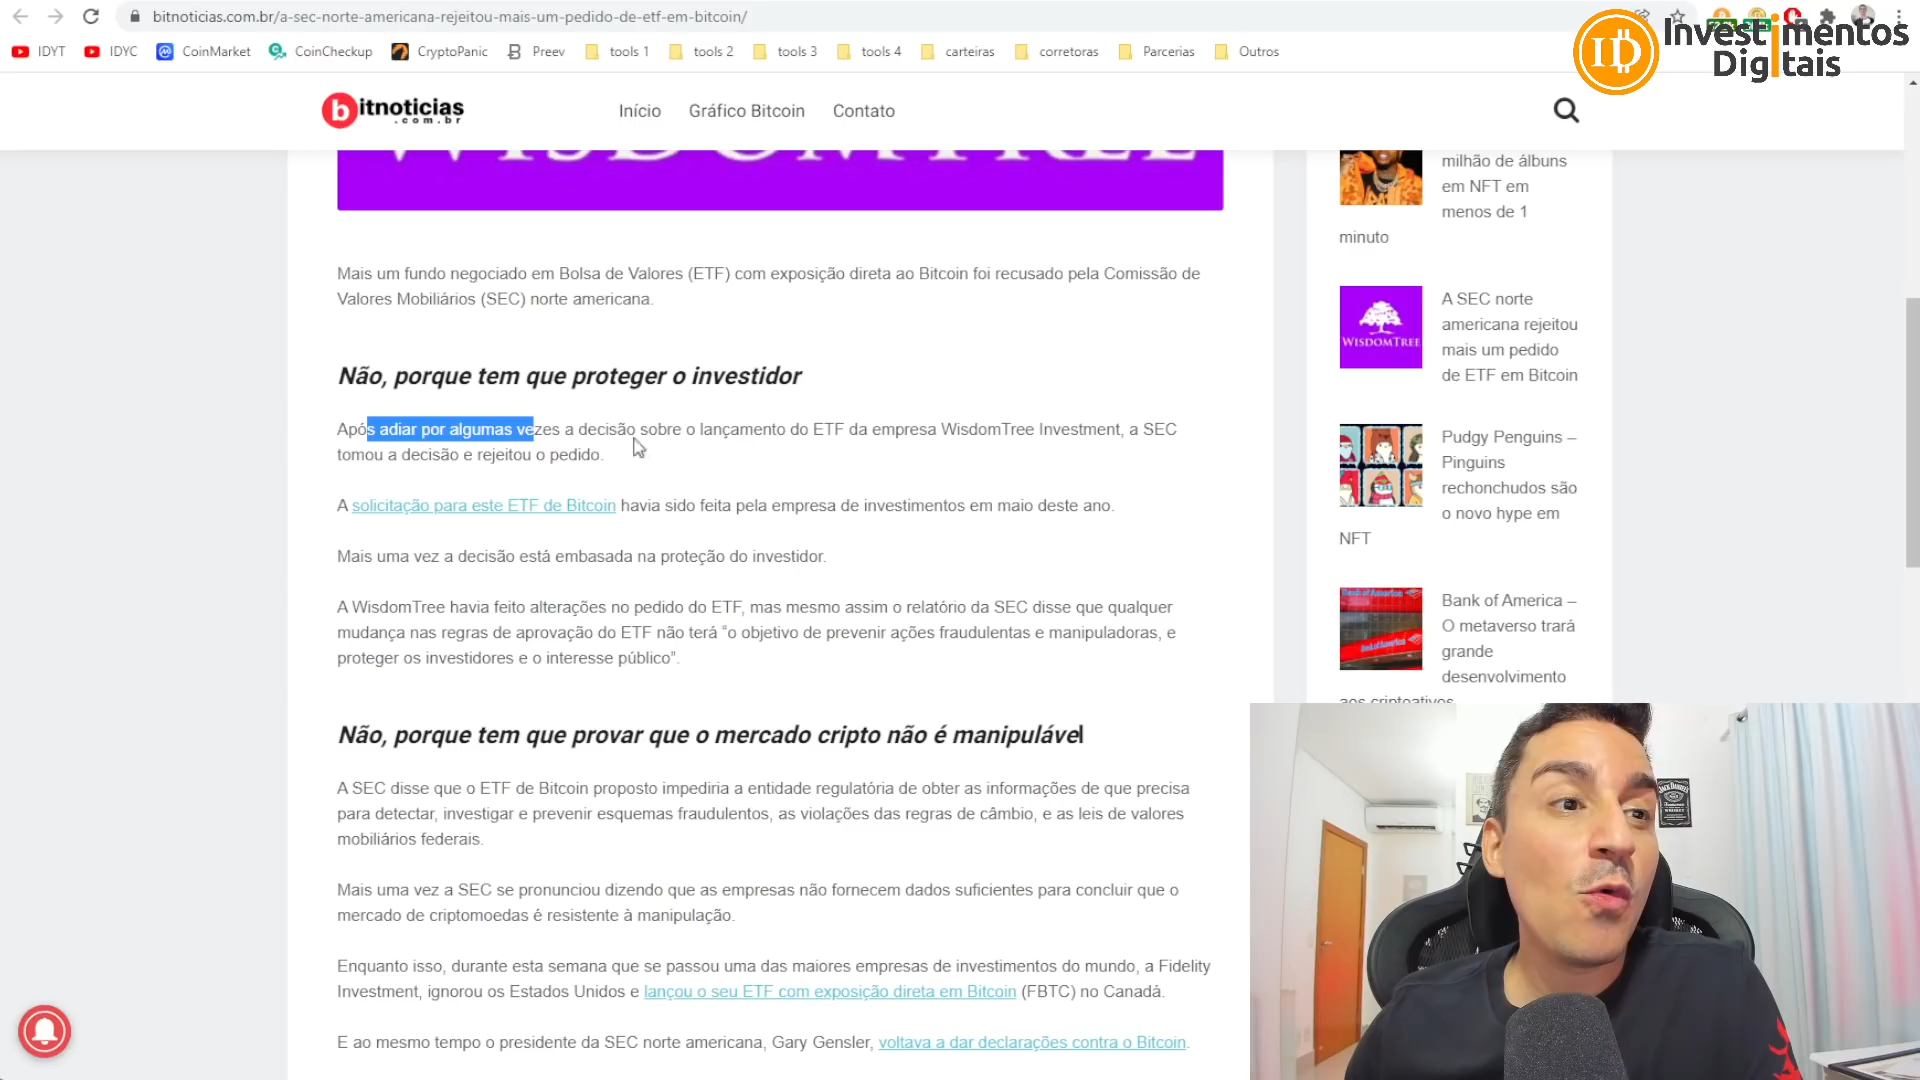 bitnoticias.com.br/a-sec-norte-americana-rejeitou-mais-um-pedido-de-etf-em-bitcoin/
IDYT
IDYC
CoinMarket
CoinCheckup
CryptoPanic
Preev
tools 1
tools 2
tools 3
tools 4
carteiras
corretoras
Parcerias
Outros
ID
Investimentos
Digitais
bitnoticias
.com.br
Início
Gráfico Bitcoin
Contato
WISDOMTREE
Mais um fundo negociado em Bolsa de Valores (ETF) com exposição direta ao Bitcoin foi recusado pela Comissão de
Valores Mobiliários (SEC) norte americana.
Não, porque tem que proteger o investidor
Após adiar por algumas vezes a decisão sobre o lançamento do ETF da empresa WisdomTree Investment, a SEC
tomou a decisão e rejeitou o pedido.
A solicitação para este ETF de Bitcoin havia sido feita pela empresa de investimentos em maio deste ano.
Mais uma vez a decisão está embasada na proteção do investidor.
A WisdomTree havia feito alterações no pedido do ETF, mas mesmo assim o relatório da SEC disse que qualquer
mudança nas regras de aprovação do ETF não terá “o objetivo de prevenir ações fraudulentas e manipuladoras, e
proteger os investidores e o interesse público”.
Não, porque tem que provar que o mercado cripto não é manipulável
A SEC disse que o ETF de Bitcoin proposto impediria a entidade regulatória de obter as informações de que precisa
para detectar, investigar e prevenir esquemas fraudulentos, as violações das regras de câmbio, e as leis de valores
mobiliários federais.
Mais uma vez a SEC se pronunciou dizendo que as empresas não fornecem dados suficientes para concluir que o
mercado de criptomoedas é resistente à manipulação.
Enquanto isso, durante esta semana que se passou uma das maiores empresas de investimentos do mundo, a Fidelity
Investment, ignorou os Estados Unidos e lançou o seu ETF com exposição direta em Bitcoin (FBTC) no Canadá.
E ao mesmo tempo o presidente da SEC norte americana, Gary Gensler, voltava a dar declarações contra o Bitcoin.
milhão de álbuns
em NFT em
menos de 1
minuto
WISDOMTREE
A SEC norte
americana rejeitou
mais um pedido
de ETF em Bitcoin
Pudgy Penguins –
Pinguins
rechonchudos são
o novo hype em
NFT
Bank of America
Bank of America –
O metaverso trará
grande
desenvolvimento
aos criptoativos
JACK DANIEL'S